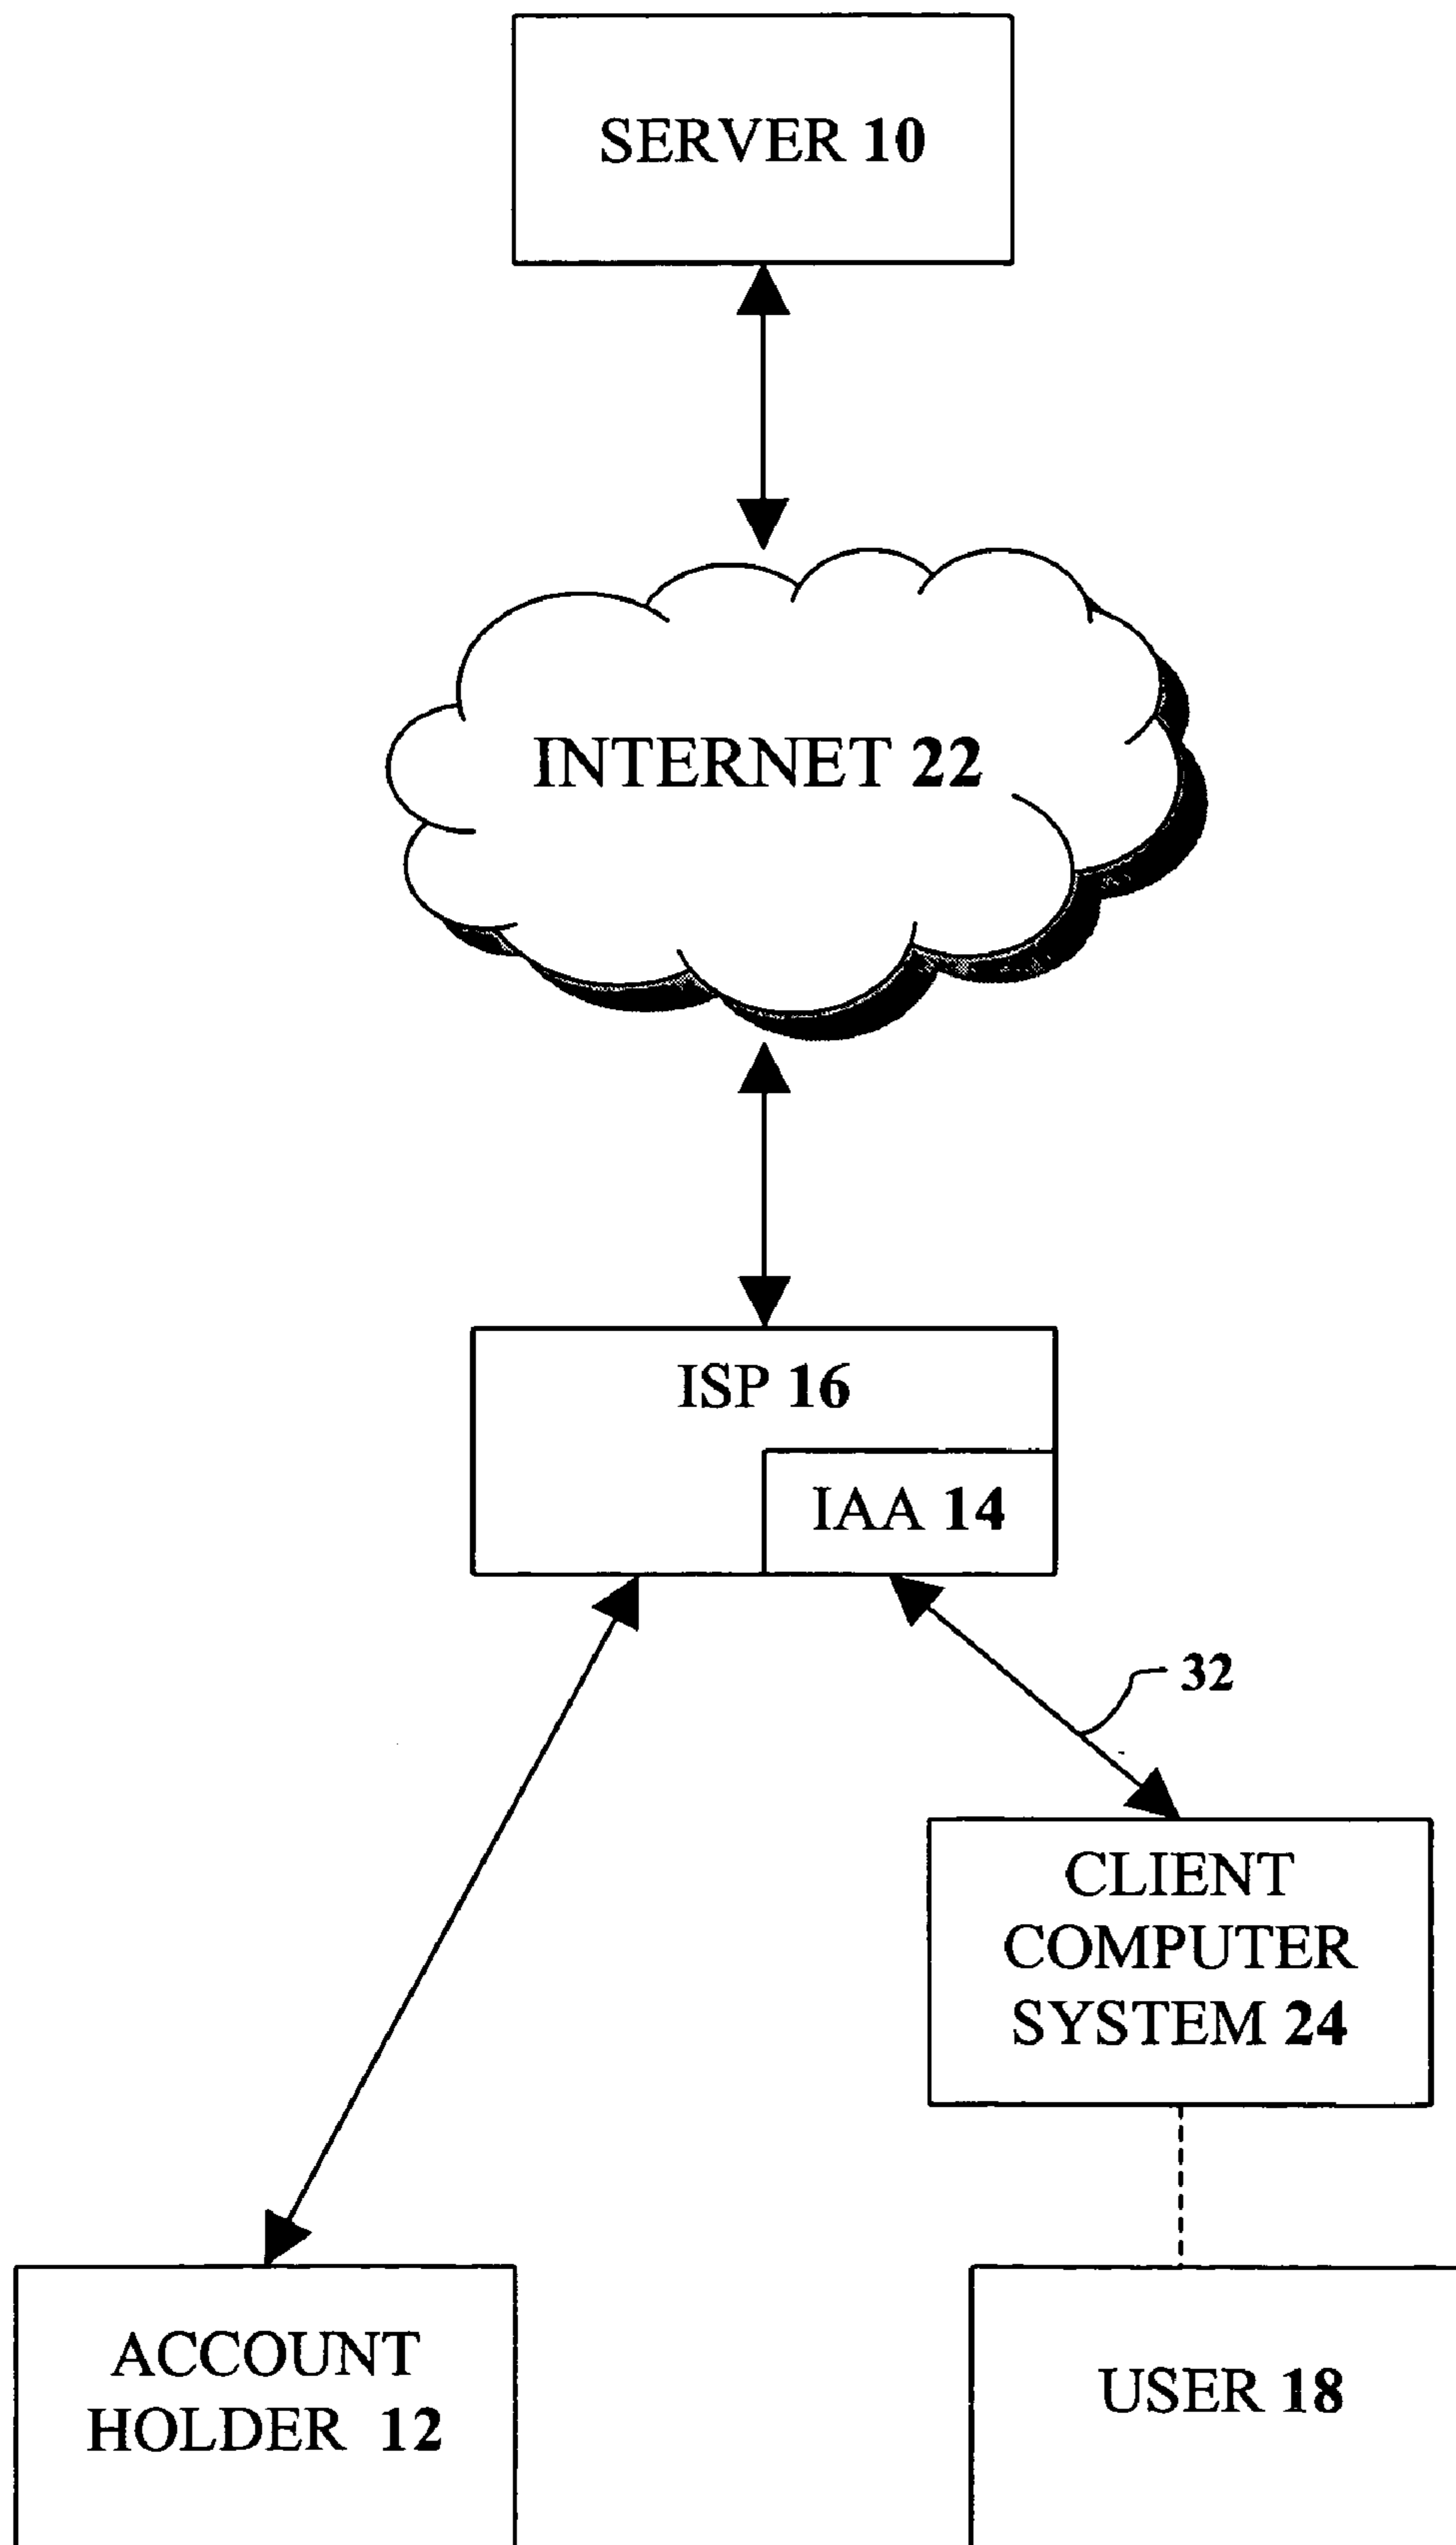 SERVER 10
INTERNET 22
ISP 16
IAA 14
32
CLIENT
COMPUTER
SYSTEM 24
ACCOUNT
HOLDER 12
USER 18